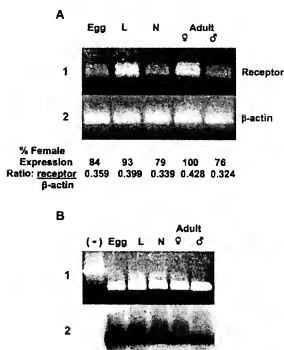 A
Egg L N Adult
♀ ♂
1 Receptor
2 β-actin
% Female
Expression 84 93 79 100 76
Ratio: receptor 0.359 0.399 0.339 0.428 0.324
β-actin
B
Adult
(-) Egg L N ♀ ♂
1
2